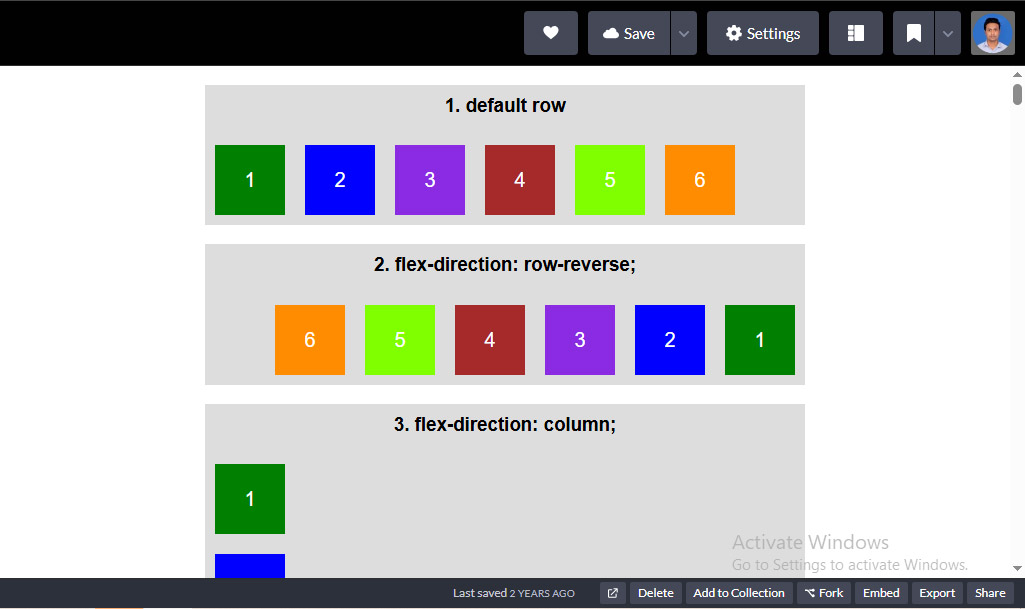 Save
Settings
1. default row
1 2 3 4 5 6
2. flex-direction: row-reverse;
6 5 4 3 2 1
3. flex-direction: column;
1
Activate Windows
Go to Settings to activate Windows.
Last saved 2 YEARS AGO Delete Add to Collection Fork Embed Export Share